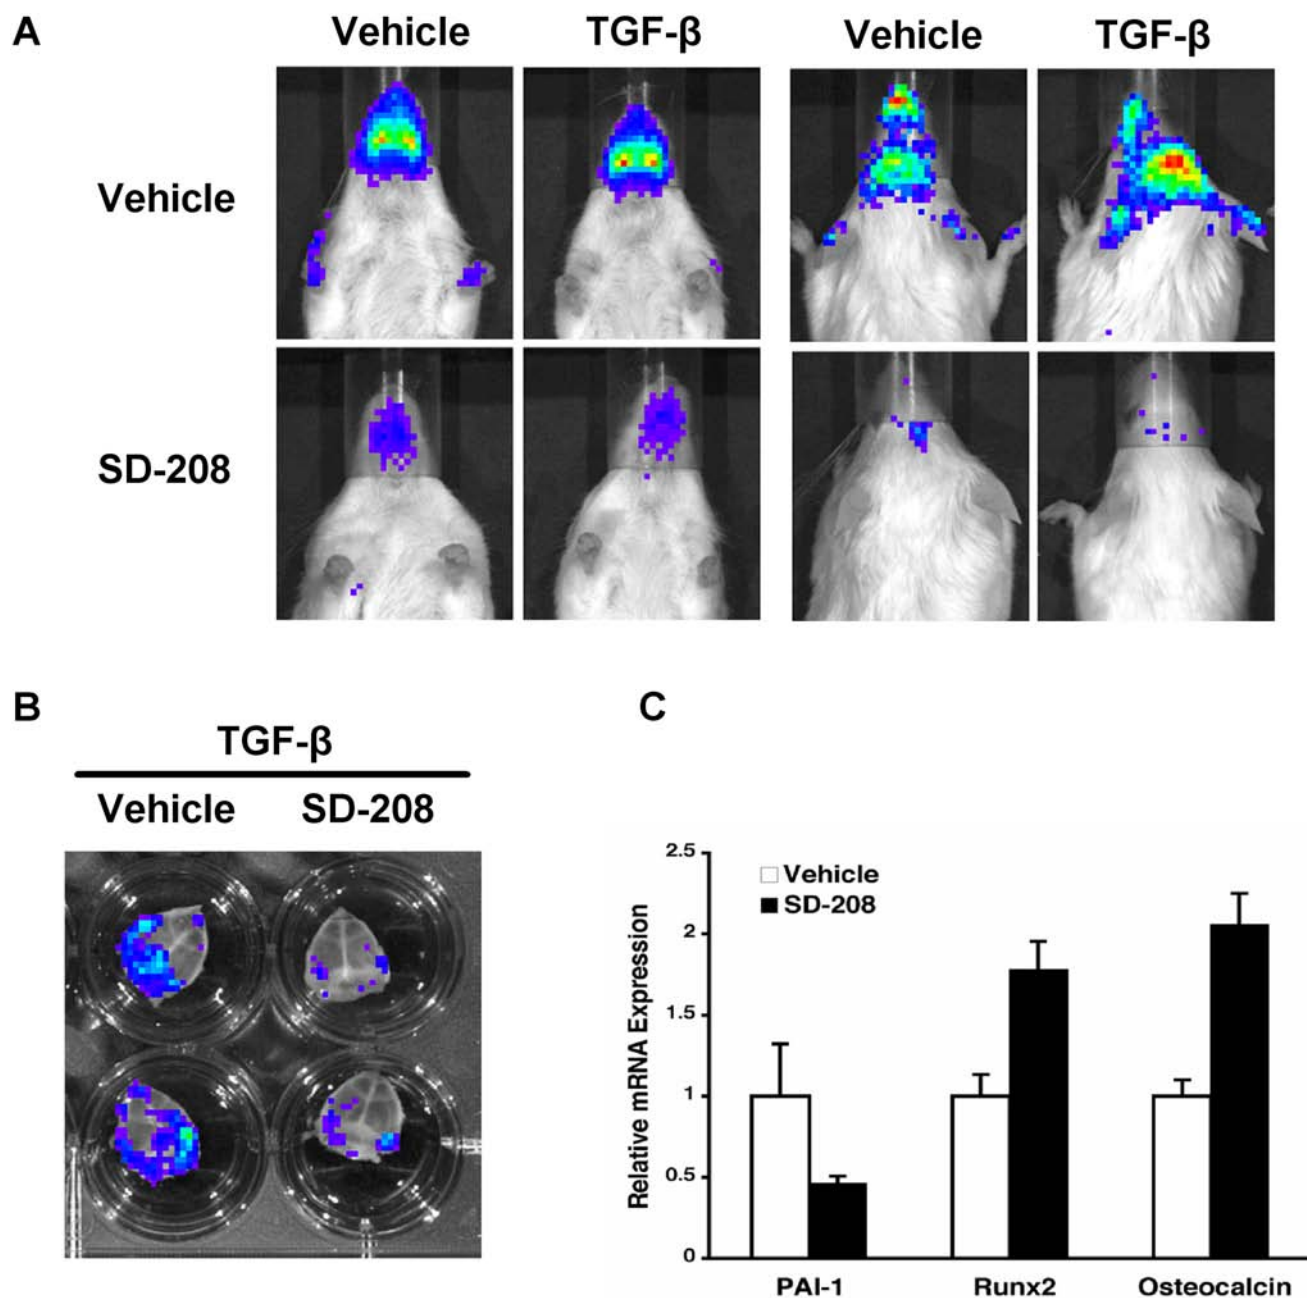 A
Vehicle TGF-β Vehicle TGF-β
Vehicle
SD-208
B
TGF-β
Vehicle SD-208
C
2.5
2
1.5
1
0.5
0
Relative mRNA Expression
Vehicle
SD-208
PAI-1 Runx2 Osteocalcin